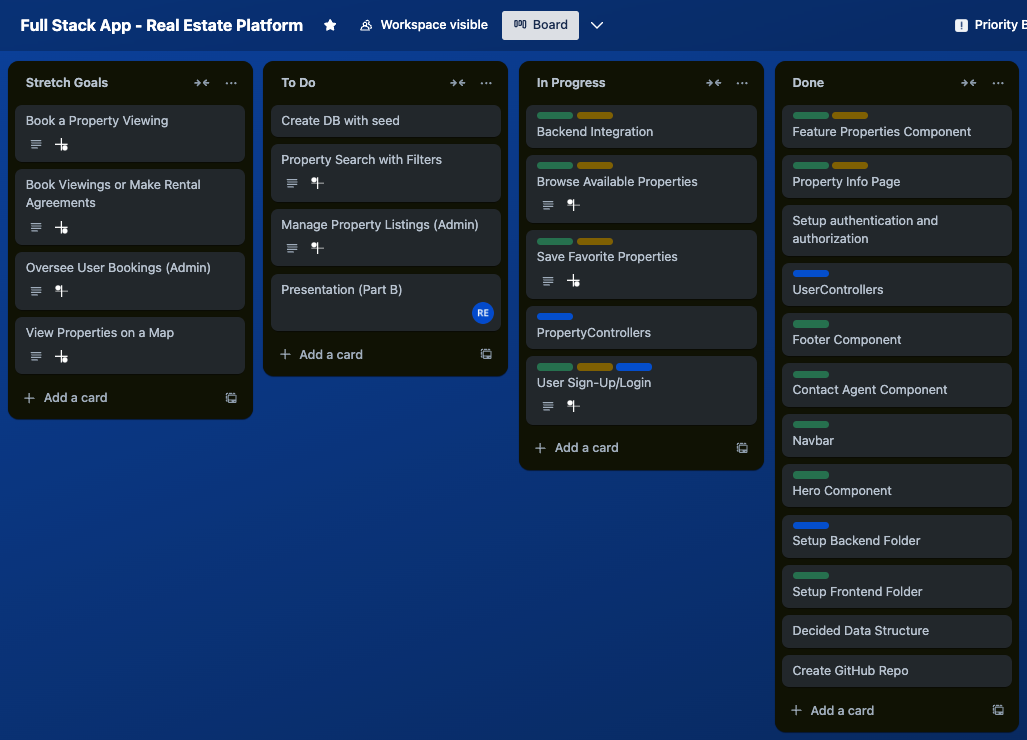 Full Stack App - Real Estate Platform
Workspace visible
Board
Priority B
Stretch Goals
Book a Property Viewing
Book Viewings or Make Rental
Agreements
Oversee User Bookings (Admin)
View Properties on a Map
Add a card
To Do
Create DB with seed
Property Search with Filters
Manage Property Listings (Admin)
Presentation (Part B)
RE
Add a card
In Progress
Backend Integration
Browse Available Properties
Save Favorite Properties
PropertyControllers
User Sign-Up/Login
Add a card
Done
Feature Properties Component
Property Info Page
Setup authentication and
authorization
UserControllers
Footer Component
Contact Agent Component
Navbar
Hero Component
Setup Backend Folder
Setup Frontend Folder
Decided Data Structure
Create GitHub Repo
Add a card